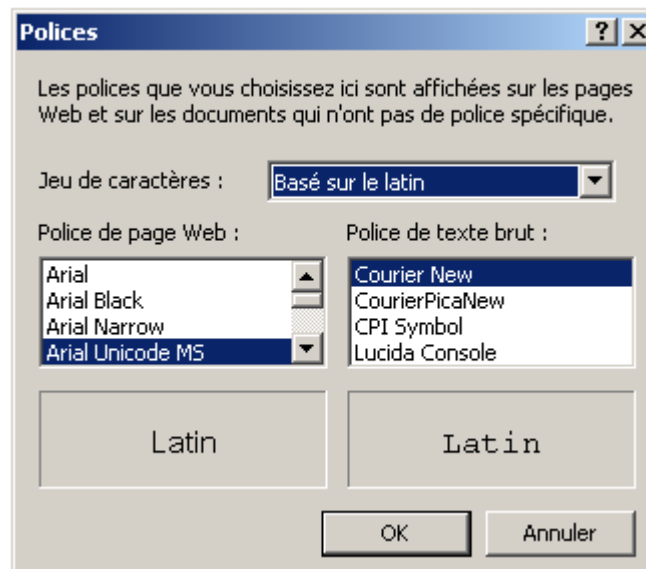 Polices
Les polices que vous choisissez ici sont affichées sur les pages
Web et sur les documents qui n'ont pas de police spécifique.
Jeu de caractères :
Basé sur le latin
Police de page Web :
Police de texte brut :
Arial
Arial Black
Arial Narrow
Arial Unicode MS
Courier New
CourierPicaNew
CPI Symbol
Lucida Console
Latin
Latin
OK
Annuler